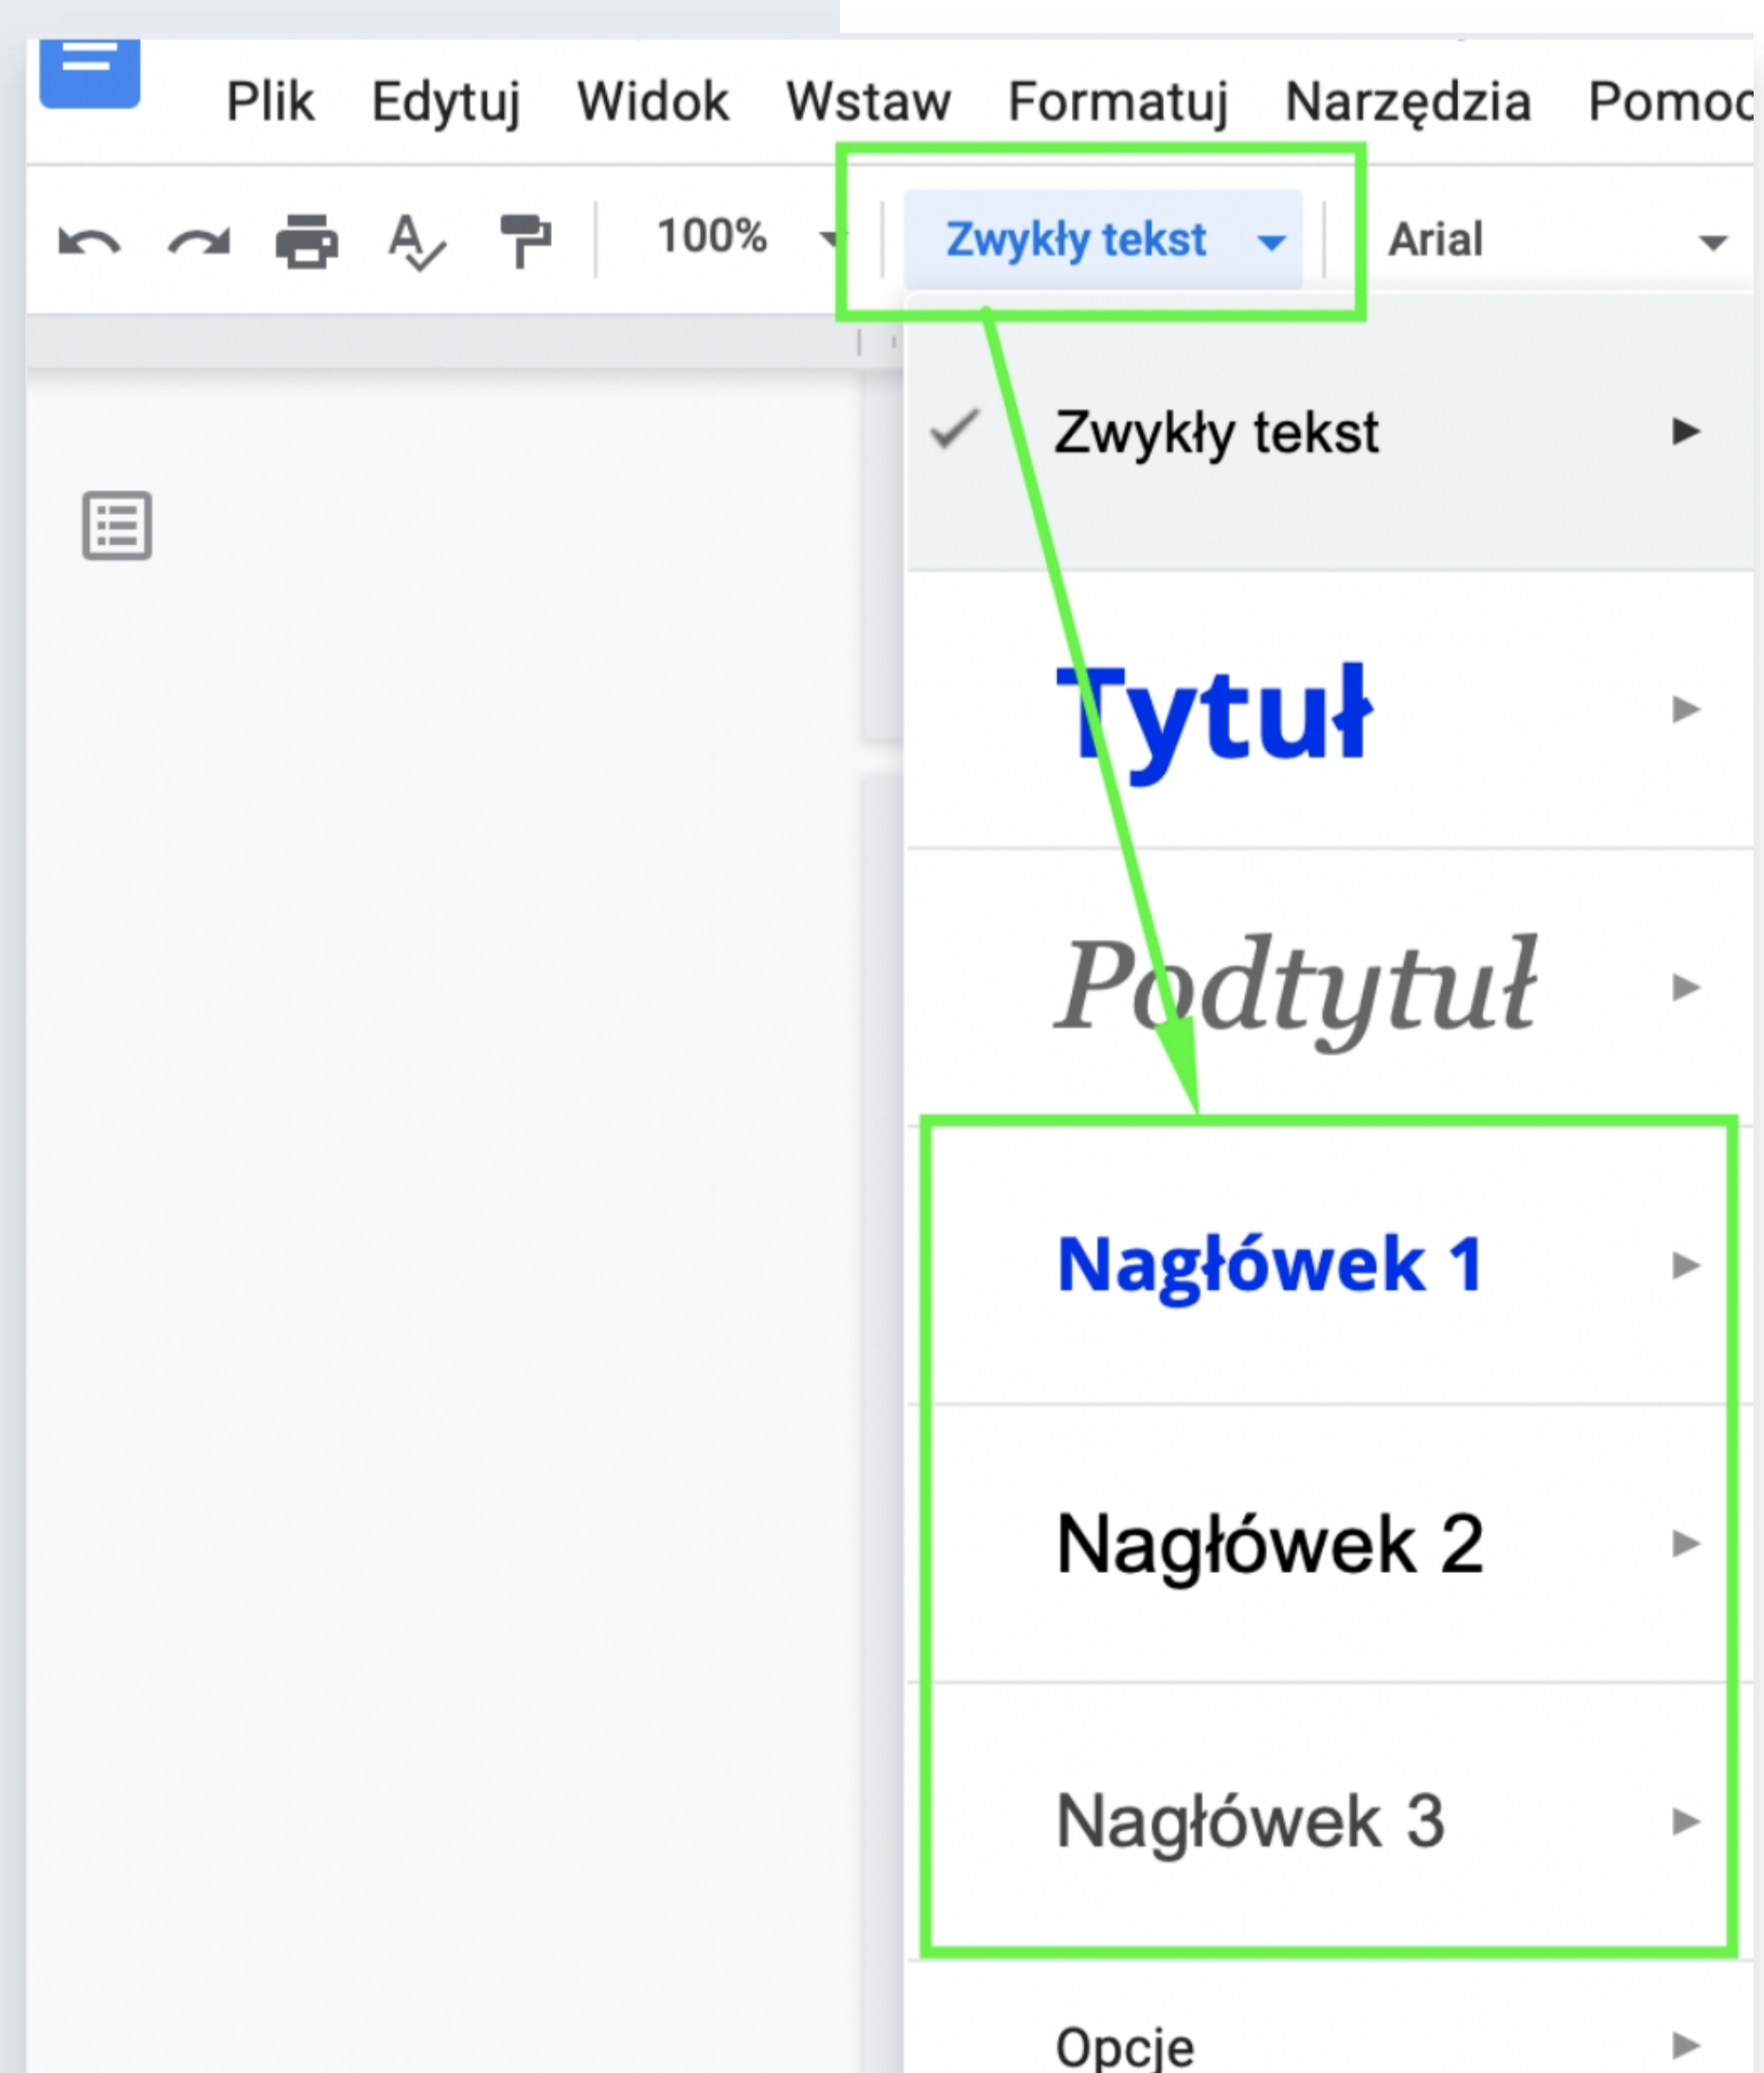 Plik Edytuj Widok Wstaw Formatuj Narzędzia Pomoc
100% Zwykły tekst Arial
Zwykły tekst
Tytuł
Podtytuł
Nagłówek 1
Nagłówek 2
Nagłówek 3
Opcje